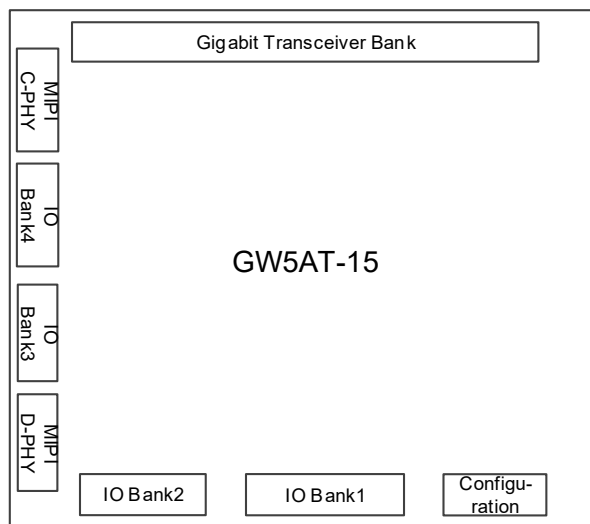 Gigabit Transceiver Bank
MIPI
C-PHY
IO
Bank4
GW5AT-15
IO
Bank3
MIPI
D-PHY
IO Bank2
IO Bank1
Configu-
ration